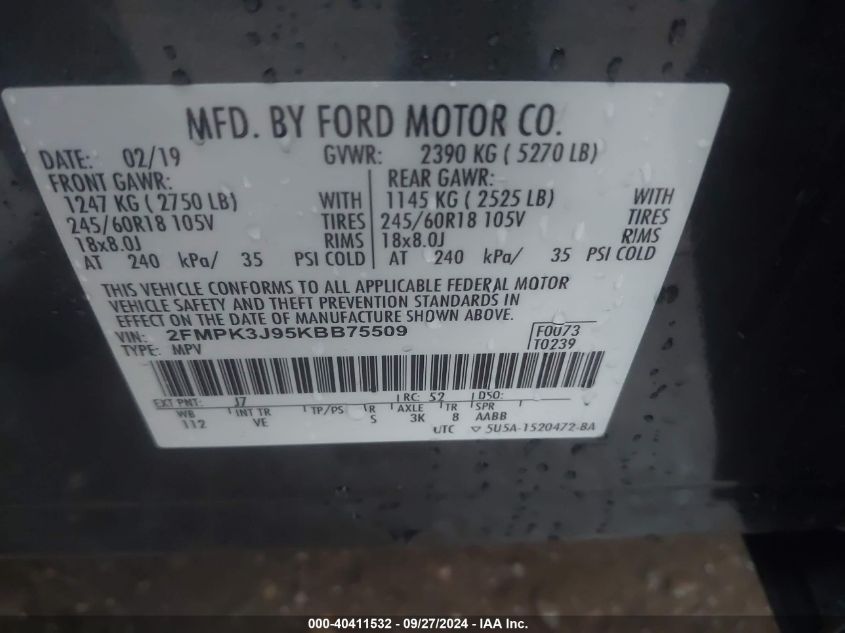 MFD. BY FORD MOTOR CO.
DATE: 02/19 GVWR: 2390 KG ( 5270 LB)
FRONT GAWR: REAR GAWR:
1247 KG ( 2750 LB) WITH 1145 KG ( 2525 LB) WITH
245/60R18 105V TIRES 245/60R18 105V TIRES
18x8.0J RIMS 18x8.0J RIMS
AT 240 kPa/ 35 PSI COLD AT 240 kPa/ 35 PSI COLD
THIS VEHICLE CONFORMS TO ALL APPLICABLE FEDERAL MOTOR
VEHICLE SAFETY AND THEFT PREVENTION STANDARDS IN
EFFECT ON THE DATE OF MANUFACTURE SHOWN ABOVE.
VIN: 2FMPK3J95KBB75509 F0U73
TYPE: MPV T0239
EXT PNT: J7 RC: 52 DSO:
WB INT TR TP/PS R AXLE TR SPR
112 VE S 3K 8 AABB
UTC ▽ 5U5A-1520472-BA
000-40411532 - 09/27/2024 - IAA Inc.